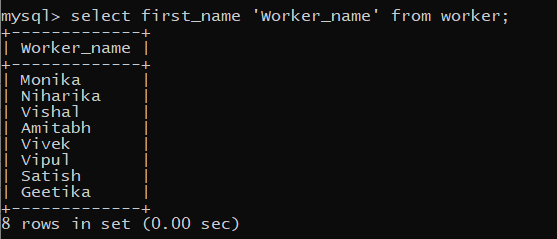 mysql> select first_name 'Worker_name' from worker;
+-------------+
| Worker_name |
+-------------+
| Monika      |
| Niharika    |
| Vishal      |
| Amitabh     |
| Vivek       |
| Vipul       |
| Satish      |
| Geetika     |
+-------------+
8 rows in set (0.00 sec)